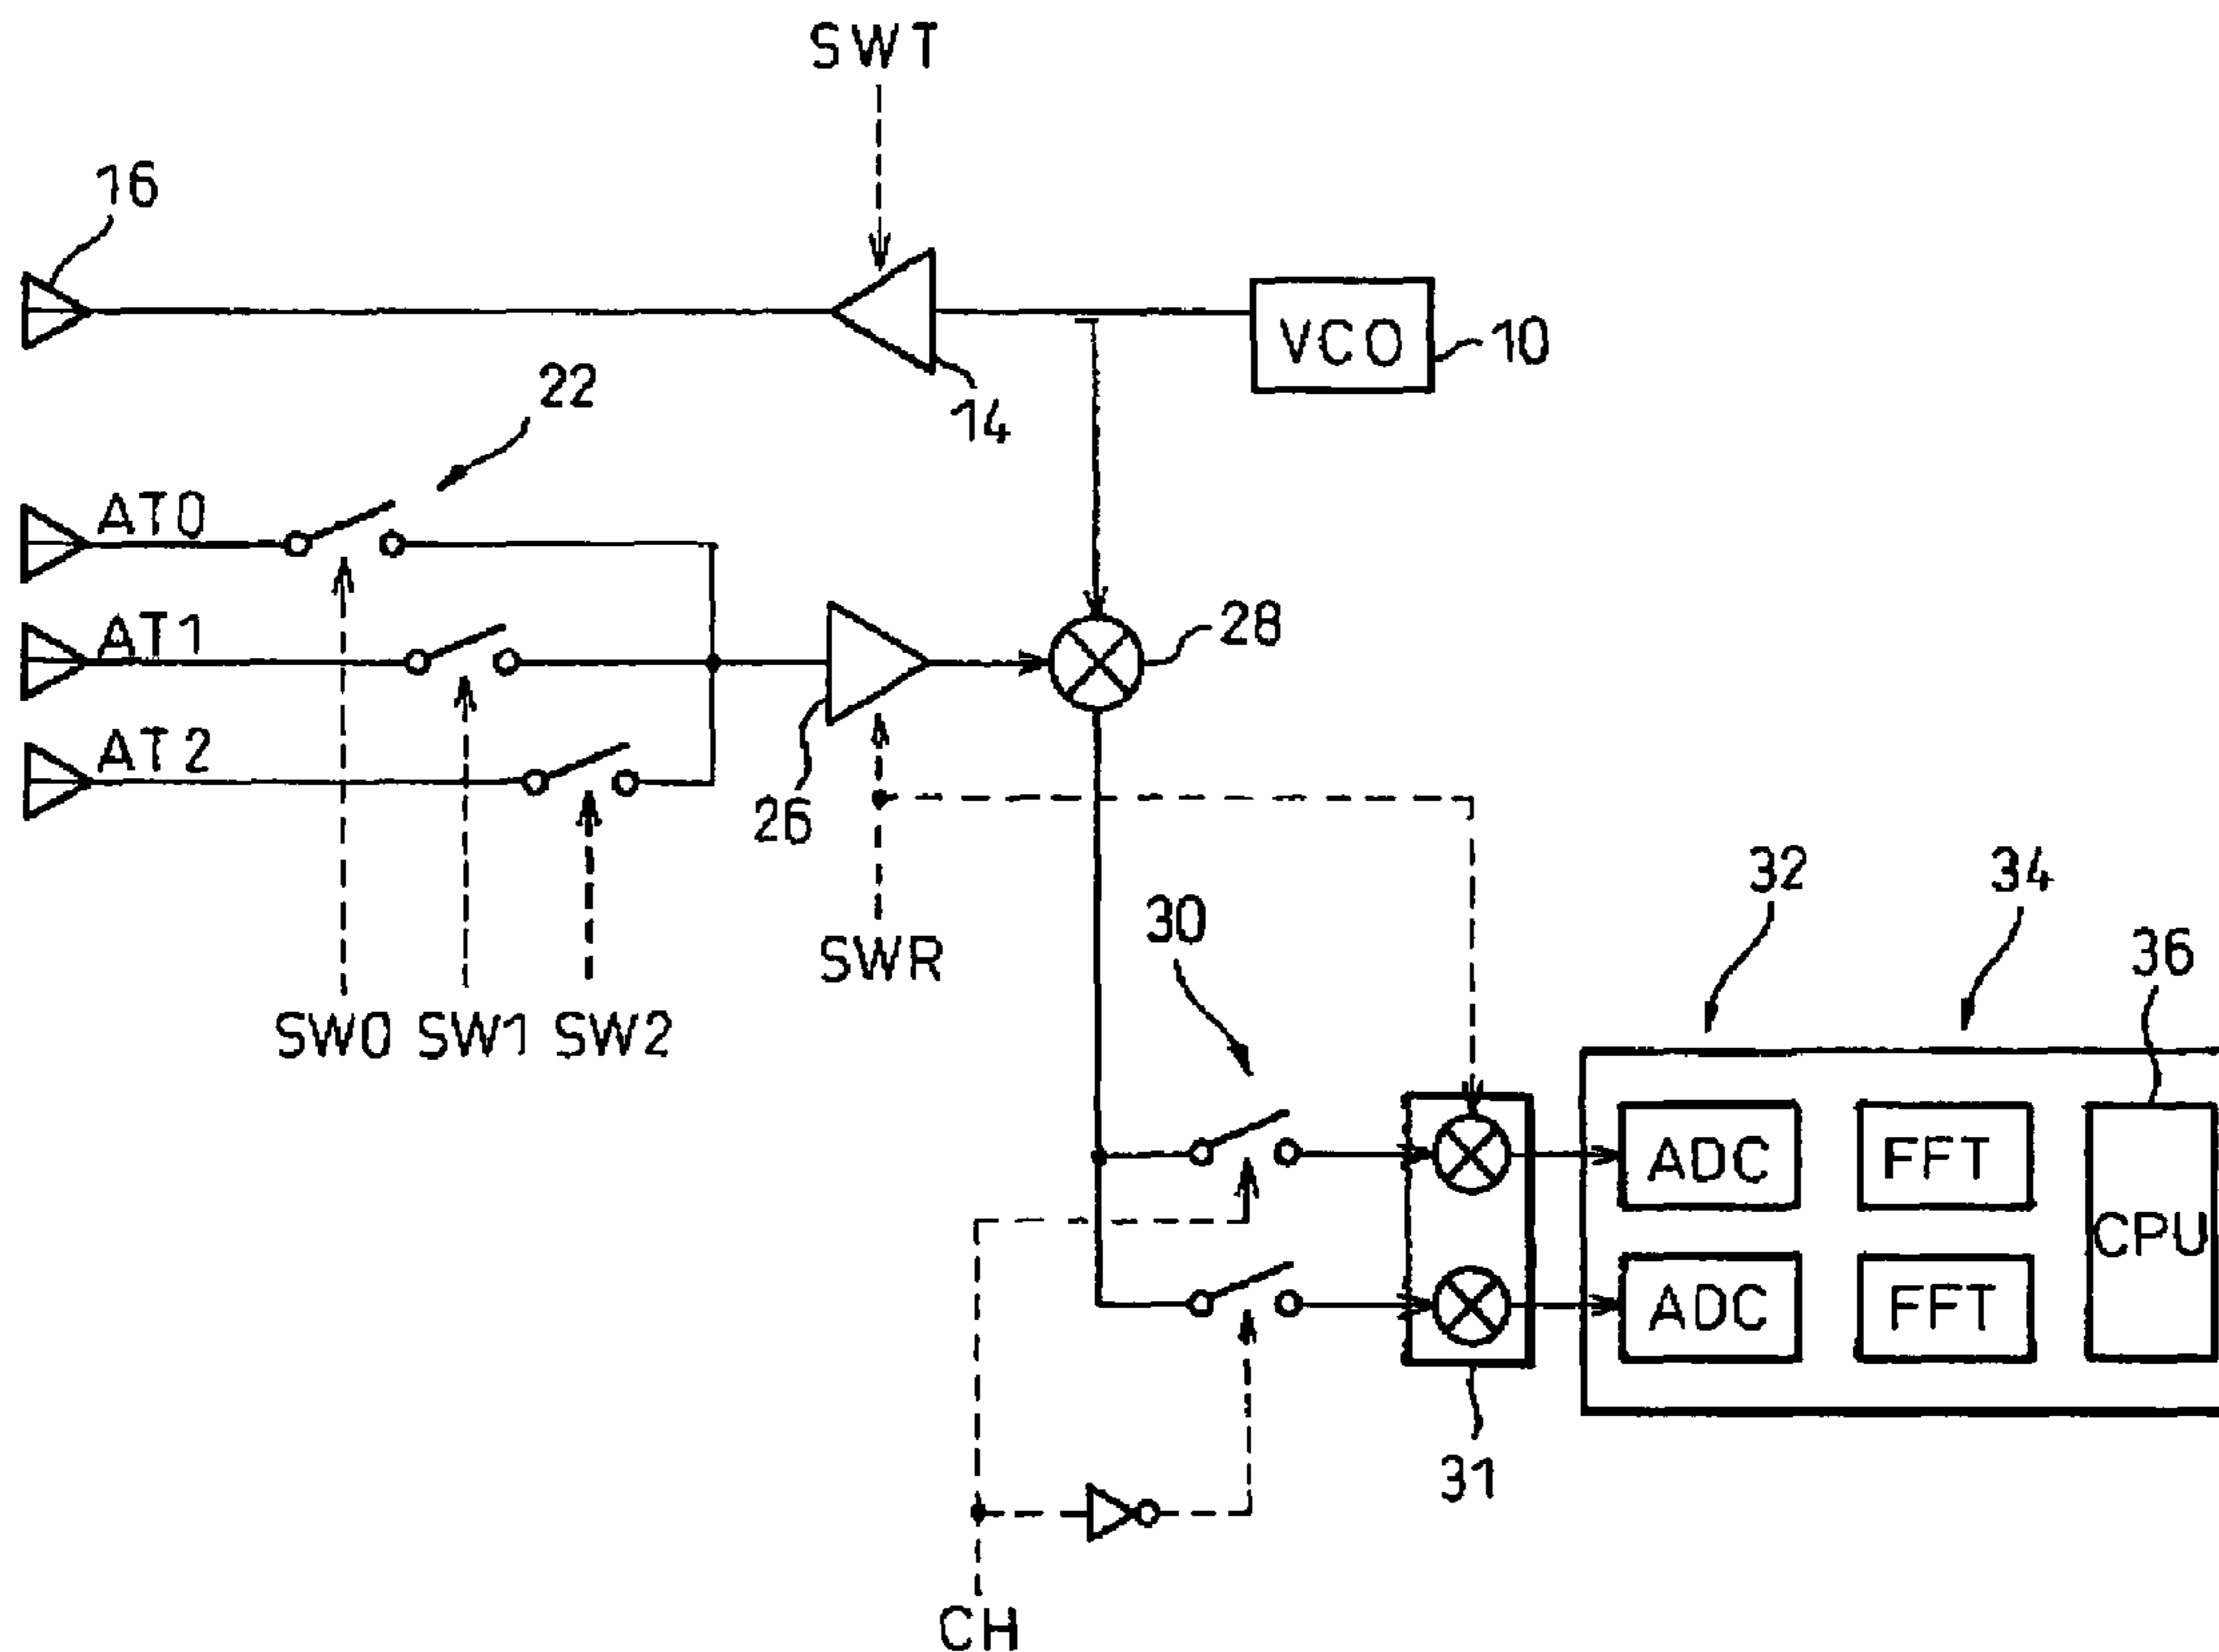 SWT
16
VCO
10
14
22
AT0
AT1
28
AT2
26
SWR
SW0 SW1 SW2
30
32
34
36
ADC
FFT
CPU
ADC
FFT
31
CH